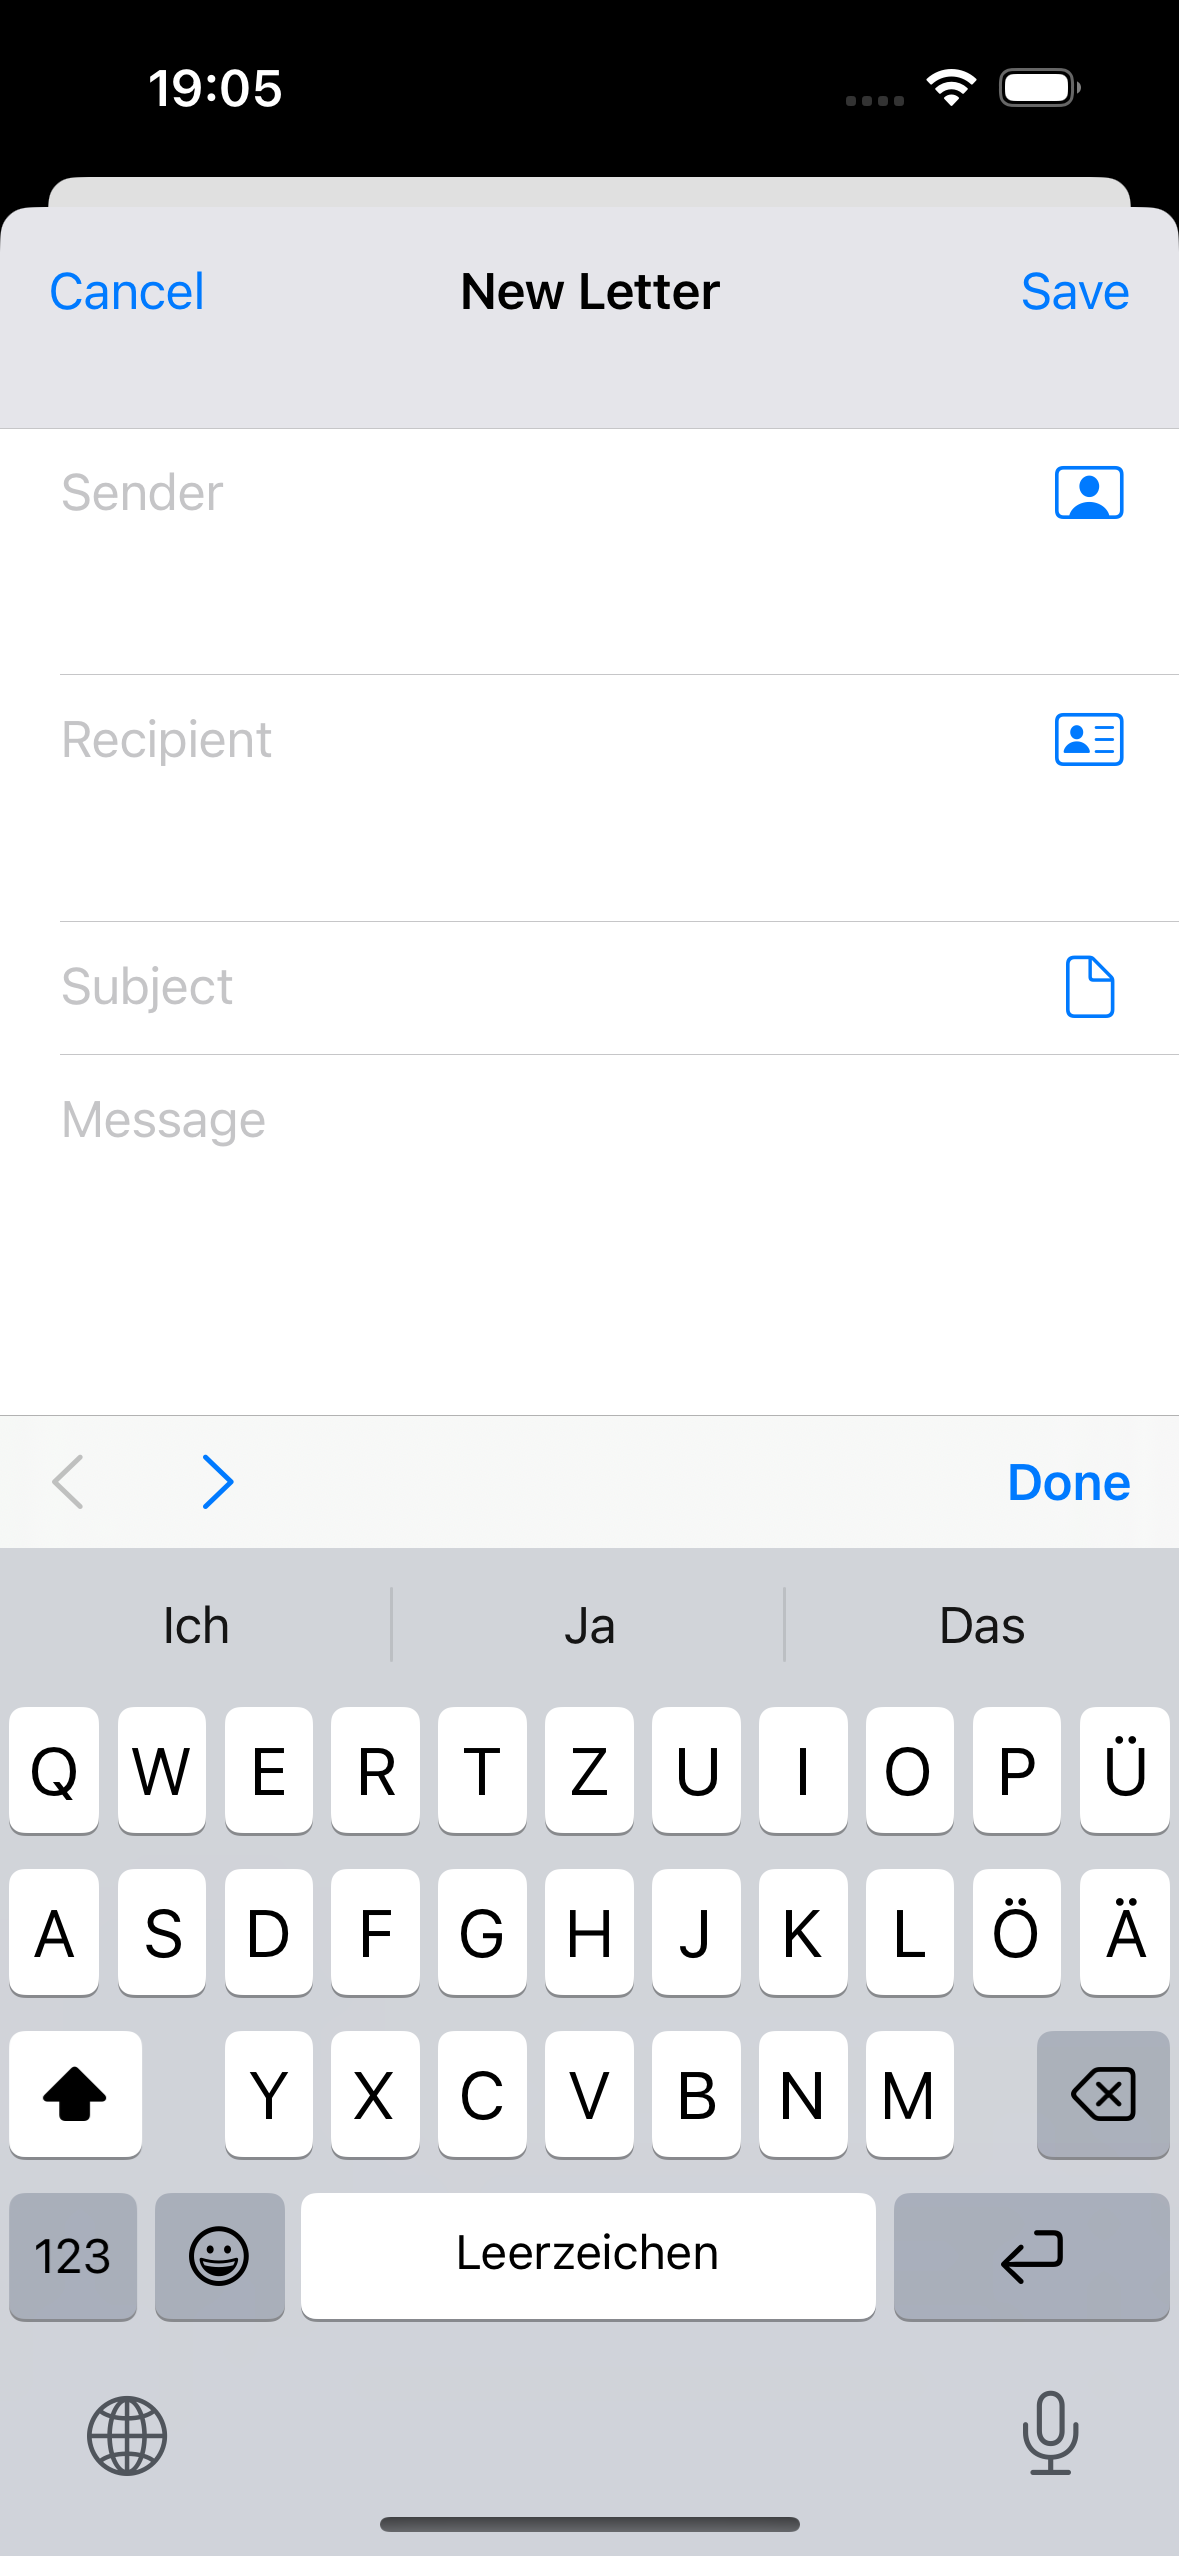 19:05
Cancel New Letter Save
Sender
Recipient
Subject
Message
Done
Ich Ja Das
Q W E R T Z U I O P Ü
A S D F G H J K L Ö Ä
Y X C V B N M
123 Leerzeichen